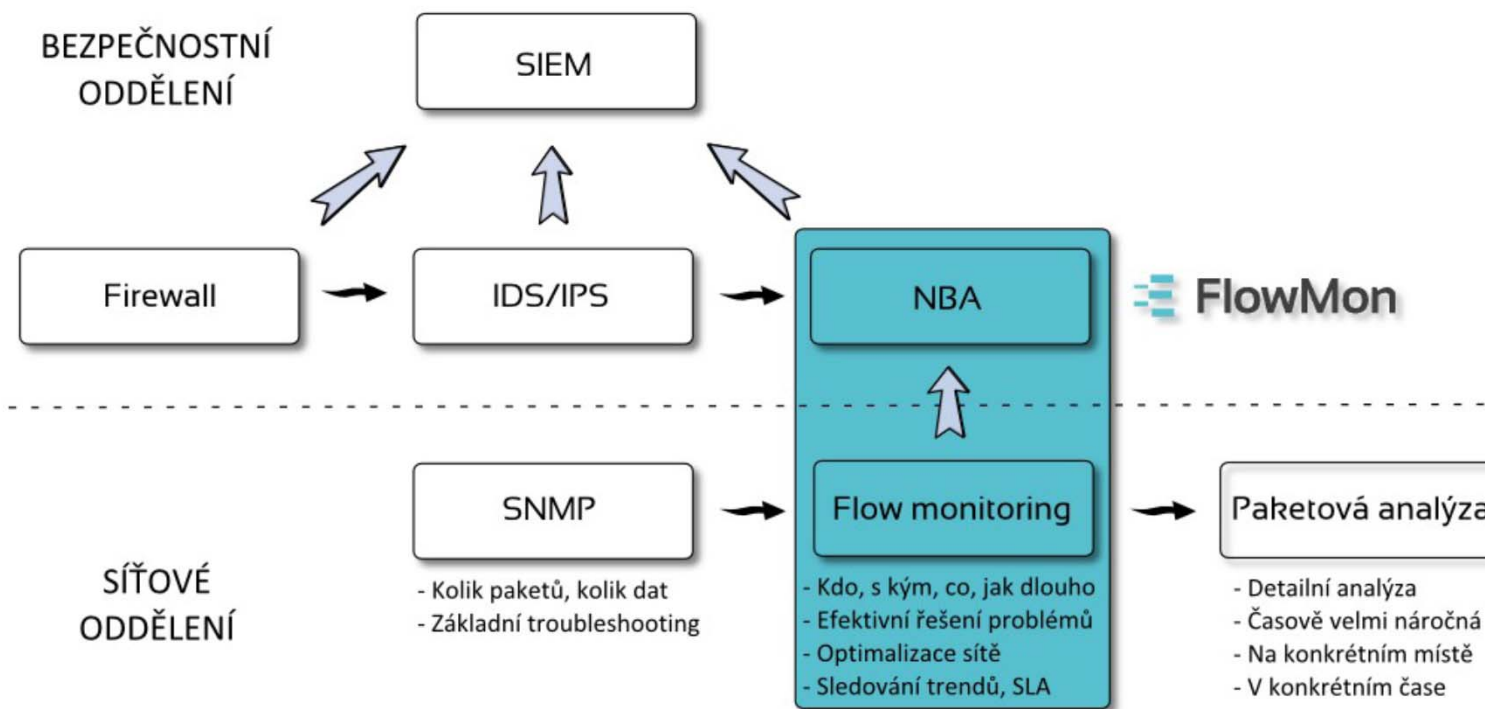 BEZPEČNOSTNÍ
ODDĚLENÍ
SIEM
Firewall
IDS/IPS
NBA
FlowMon
SÍŤOVÉ
ODDĚLENÍ
SNMP
- Kolik paketů, kolik dat
- Základní troubleshooting
Flow monitoring
- Kdo, s kým, co, jak dlouho
- Efektivní řešení problémů
- Optimalizace sítě
- Sledování trendů, SLA
Paketová analýza
- Detailní analýza
- Časově velmi náročná
- Na konkrétním místě
- V konkrétním čase